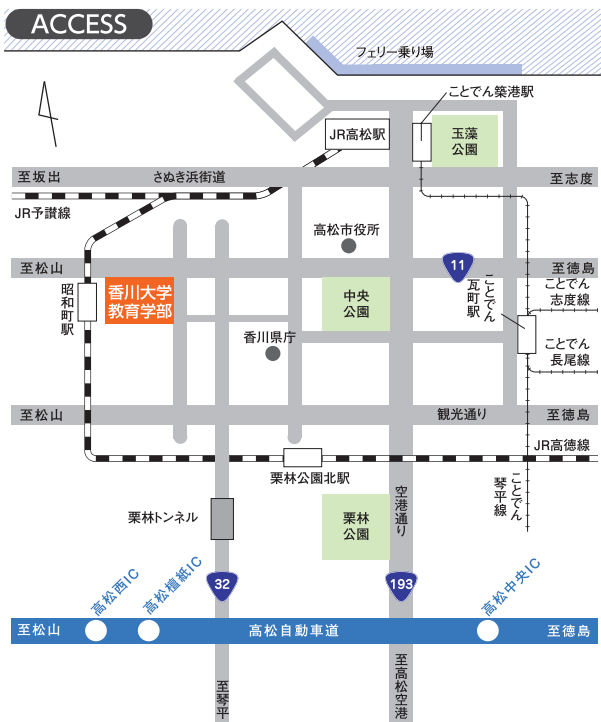 ACCESS
フェリー乗り場
ことでん築港駅
JR高松駅
玉藻
公園
至坂出
さぬき浜街道
至志度
JR予讃線
高松市役所
至松山
11
至徳島
昭和町駅
香川大学
教育学部
中央
公園
ことでん
瓦町駅
ことでん
志度線
香川県庁
ことでん
長尾線
至松山
観光通り
至徳島
JR高徳線
栗林公園北駅
ことでん
琴平線
栗林トンネル
栗林
公園
空港通り
32
193
高松西IC
高松檀紙IC
高松中央IC
至松山
高松自動車道
至徳島
至琴平
至高松空港